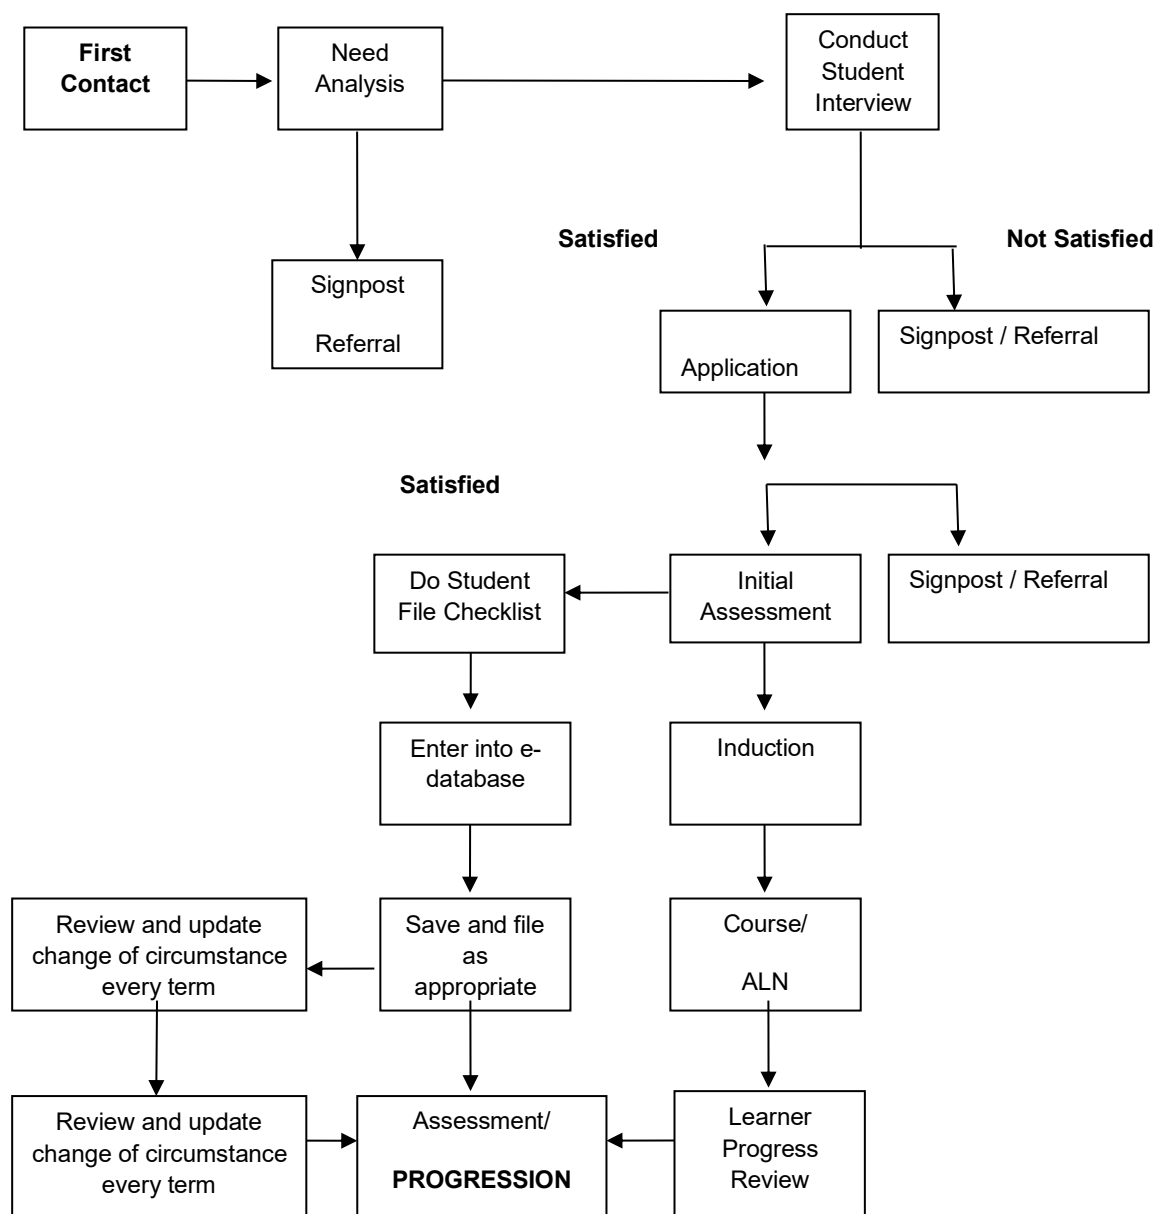 First
Contact
Need
Analysis
Conduct
Student
Interview
Signpost
Referral
Satisfied
Not Satisfied
Application
Signpost / Referral
Satisfied
Do Student
File Checklist
Initial
Assessment
Signpost / Referral
Enter into e-
database
Induction
Review and update
change of circumstance
every term
Save and file
as
appropriate
Course/
ALN
Review and update
change of circumstance
every term
Assessment/
PROGRESSION
Learner
Progress
Review